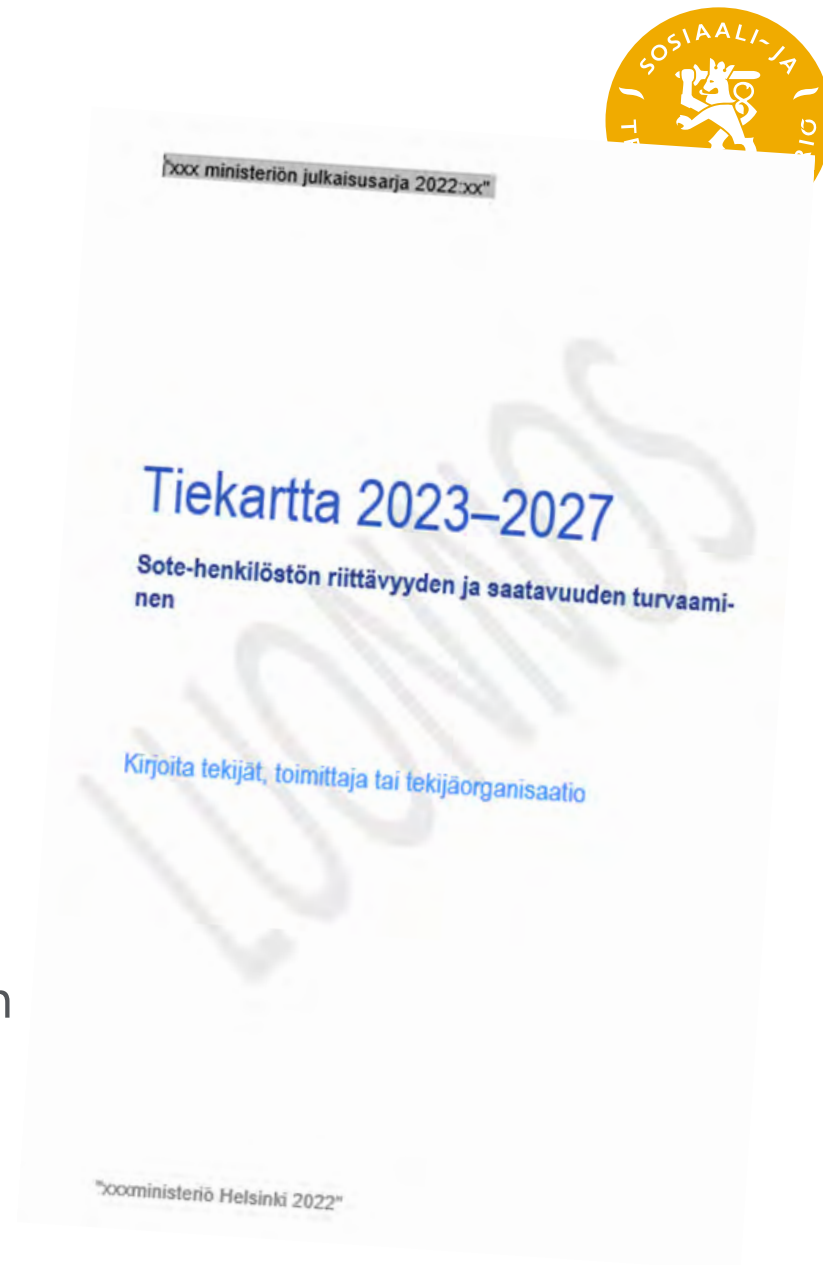 SOSIAALI- JA
"xxx ministeriön julkaisusarja 2022:xx"
Tiekartta 2023–2027
Sote-henkilöstön riittävyyden ja saatavuuden turvaami-
nen
LUONNOS
Kirjoita tekijät, toimittaja tai tekijäorganisaatio
n
"xxxministeriö Helsinki 2022"